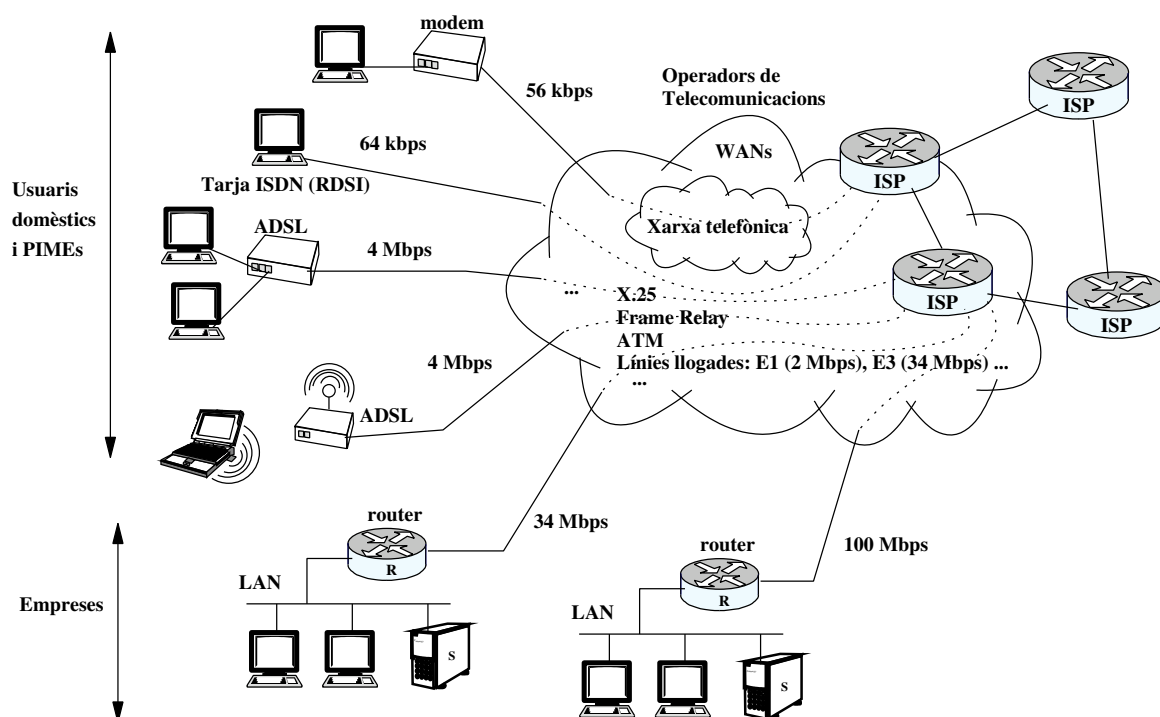 modem
56 kbps
Operadors de
Telecomunicacions
ISP
WANs
ISP
64 kbps
Tarja ISDN (RDSI)
Usuaris
domèstics
i PIMEs
Xarxa telefònica
ADSL
4 Mbps
ISP
ISP
...
X.25
Frame Relay
ATM
Línies llogades: E1 (2 Mbps), E3 (34 Mbps) ...
...
4 Mbps
ADSL
router
34 Mbps
R
router
100 Mbps
R
LAN
Empreses
LAN
S
S